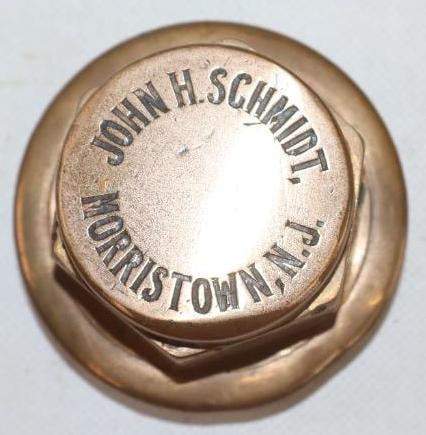 JOHN H. SCHMIDT,
MORRISTOWN, N.J.